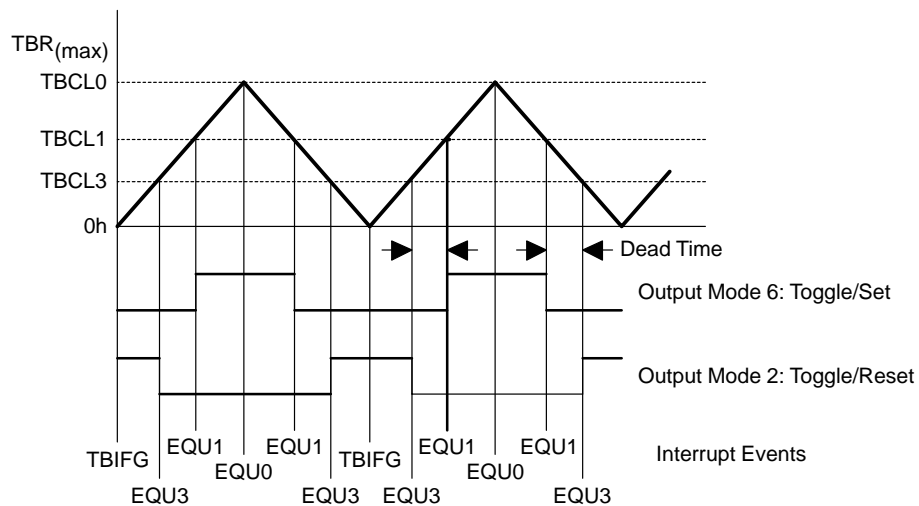 TBR(max)
TBCL0
TBCL1
TBCL3
0h
Dead Time
Output Mode 6: Toggle/Set
Output Mode 2: Toggle/Reset
EQU1 EQU1 EQU1 EQU1
TBIFG TBIFG Interrupt Events
EQU0 EQU0
EQU3 EQU3 EQU3 EQU3